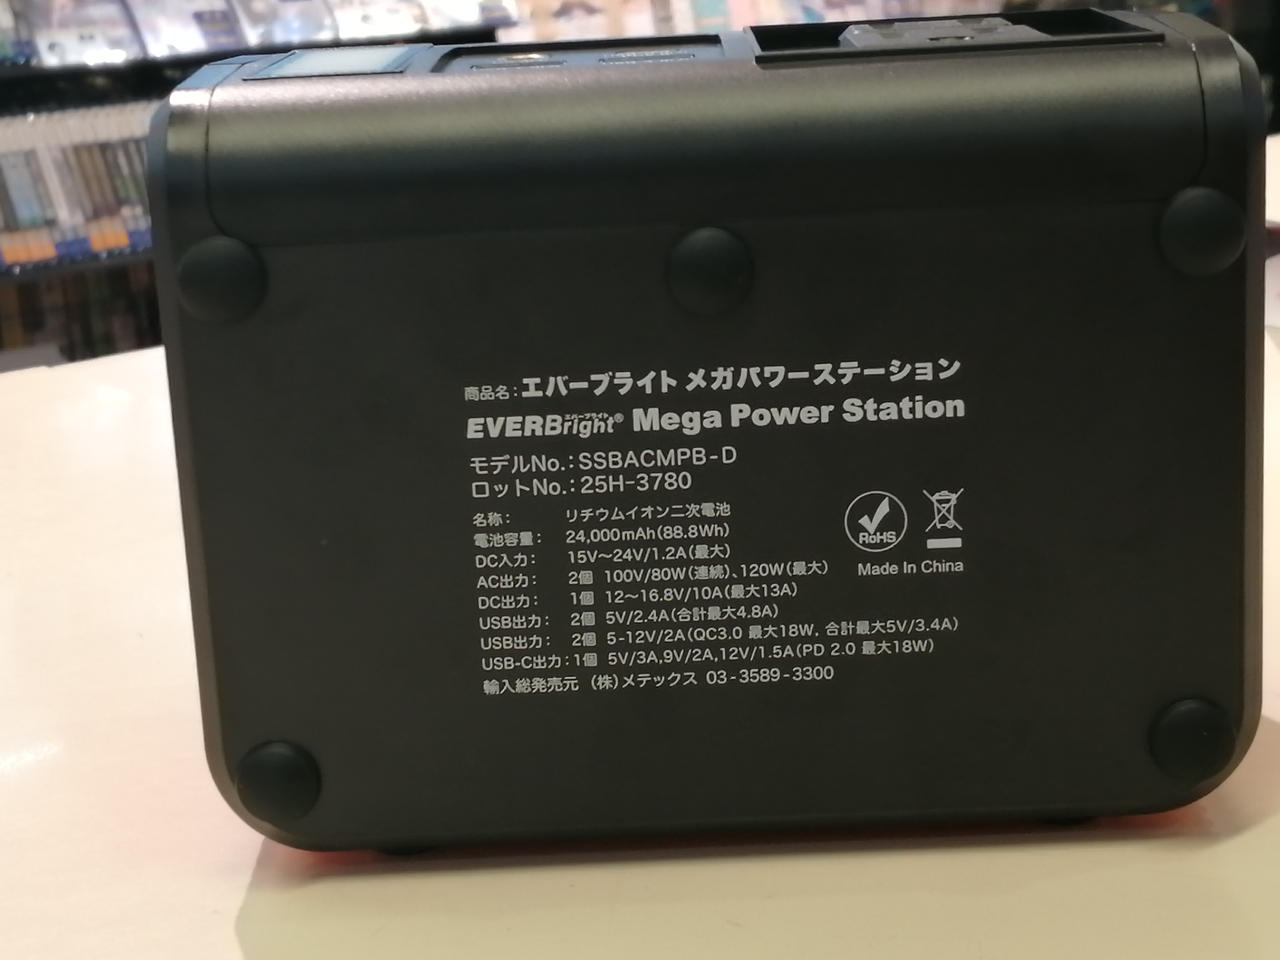 商品名：エバーブライト メガパワーステーション
エバーブライト
EVERBright® Mega Power Station
モデルNo.：SSBACMPB-D
ロットNo.：25H-3780
名称： リチウムイオン二次電池
電池容量： 24,000mAh(88.8Wh)
DC入力： 15V～24V/1.2A(最大)
AC出力： 2個 100V/80W(連続)、120W(最大)
DC出力： 1個 12～16.8V/10A(最大13A)
USB出力： 2個 5V/2.4A(合計最大4.8A)
USB出力： 2個 5-12V/2A(QC3.0 最大18W, 合計最大5V/3.4A)
USB-C出力：1個 5V/3A,9V/2A,12V/1.5A(PD 2.0 最大18W)
輸入総発売元 (株)メテックス 03-3589-3300
RoHS
Made In China